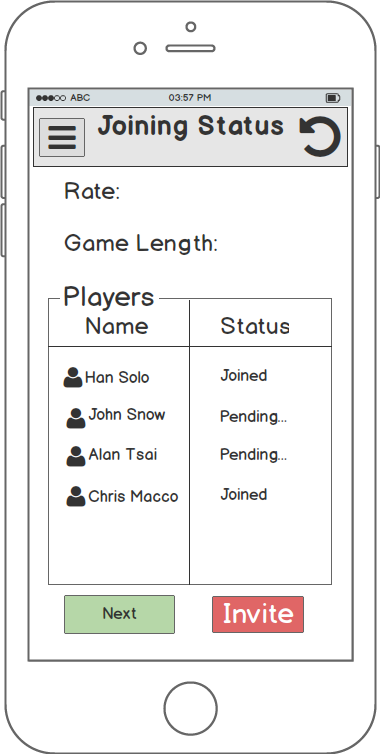 ABC 03:57 PM
Joining Status
Rate:
Game Length:
Players
Name Status
Han Solo Joined
John Snow Pending...
Alan Tsai Pending...
Chris Macco Joined
Next Invite